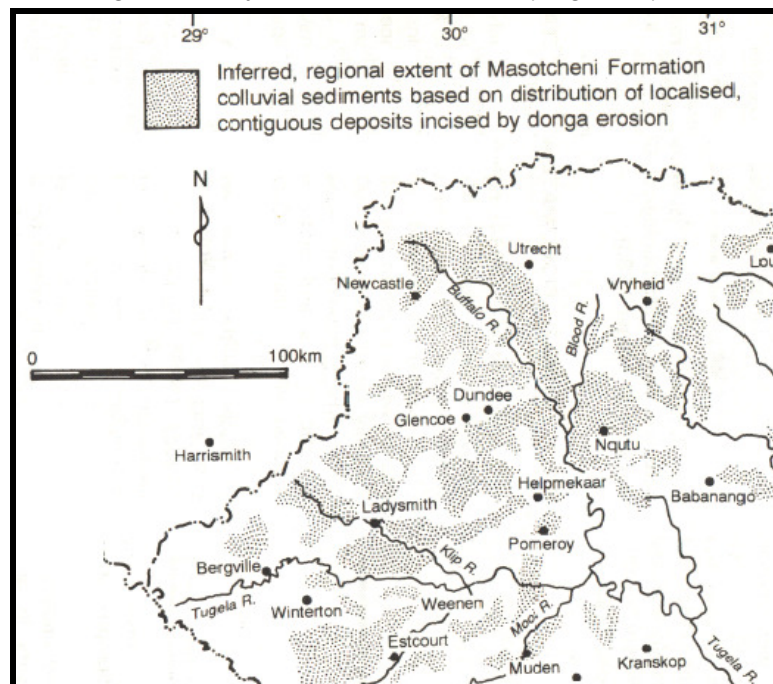 29°
30°
31°
Inferred, regional extent of Masotcheni Formation
colluvial sediments based on distribution of localised,
contiguous deposits incised by donga erosion
N
Utrecht
Lou
Newcastle
Buffalo R.
Blood R.
Vryheid
0
100km
Dundee
Glencoe
Harrismith
Nqutu
Helpmekaar
Babanango
Ladysmith
Pomeroy
Klip R.
Bergville
Tugela R.
Winterton
Weenen
Mooi R.
Estcourt
Muden
Kranskop
Tugela R.